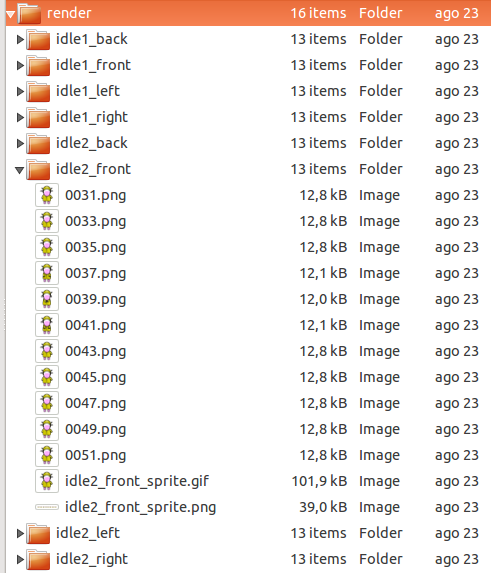 render 16 items Folder ago 23
idle1_back 13 items Folder ago 23
idle1_front 13 items Folder ago 23
idle1_left 13 items Folder ago 23
idle1_right 13 items Folder ago 23
idle2_back 13 items Folder ago 23
idle2_front 13 items Folder ago 23
0031.png 12,8 kB Image ago 23
0033.png 12,8 kB Image ago 23
0035.png 12,8 kB Image ago 23
0037.png 12,1 kB Image ago 23
0039.png 12,0 kB Image ago 23
0041.png 12,1 kB Image ago 23
0043.png 12,8 kB Image ago 23
0045.png 12,8 kB Image ago 23
0047.png 12,8 kB Image ago 23
0049.png 12,8 kB Image ago 23
0051.png 12,8 kB Image ago 23
idle2_front_sprite.gif 101,9 kB Image ago 23
idle2_front_sprite.png 39,0 kB Image ago 23
idle2_left 13 items Folder ago 23
idle2_right 13 items Folder ago 23